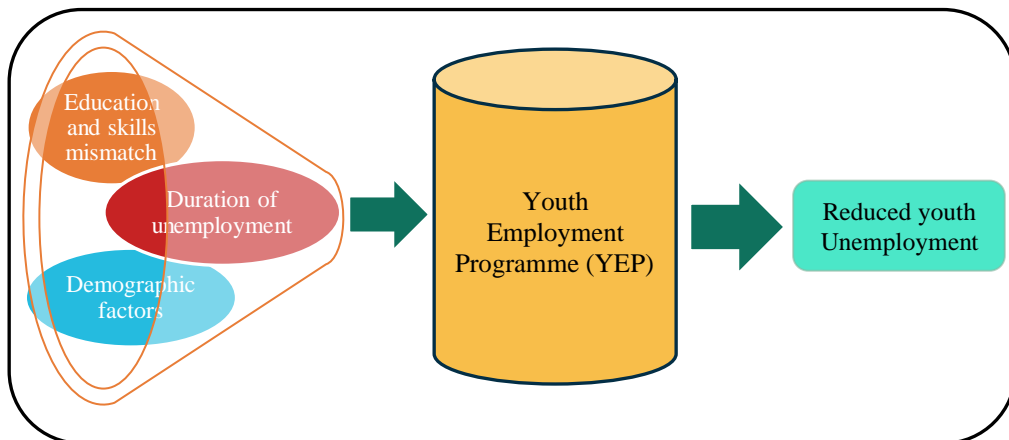 Education
and skills
mismatch
Duration of
unemployment
Demographic
factors
Youth
Employment
Programme (YEP)
Reduced youth
Unemployment